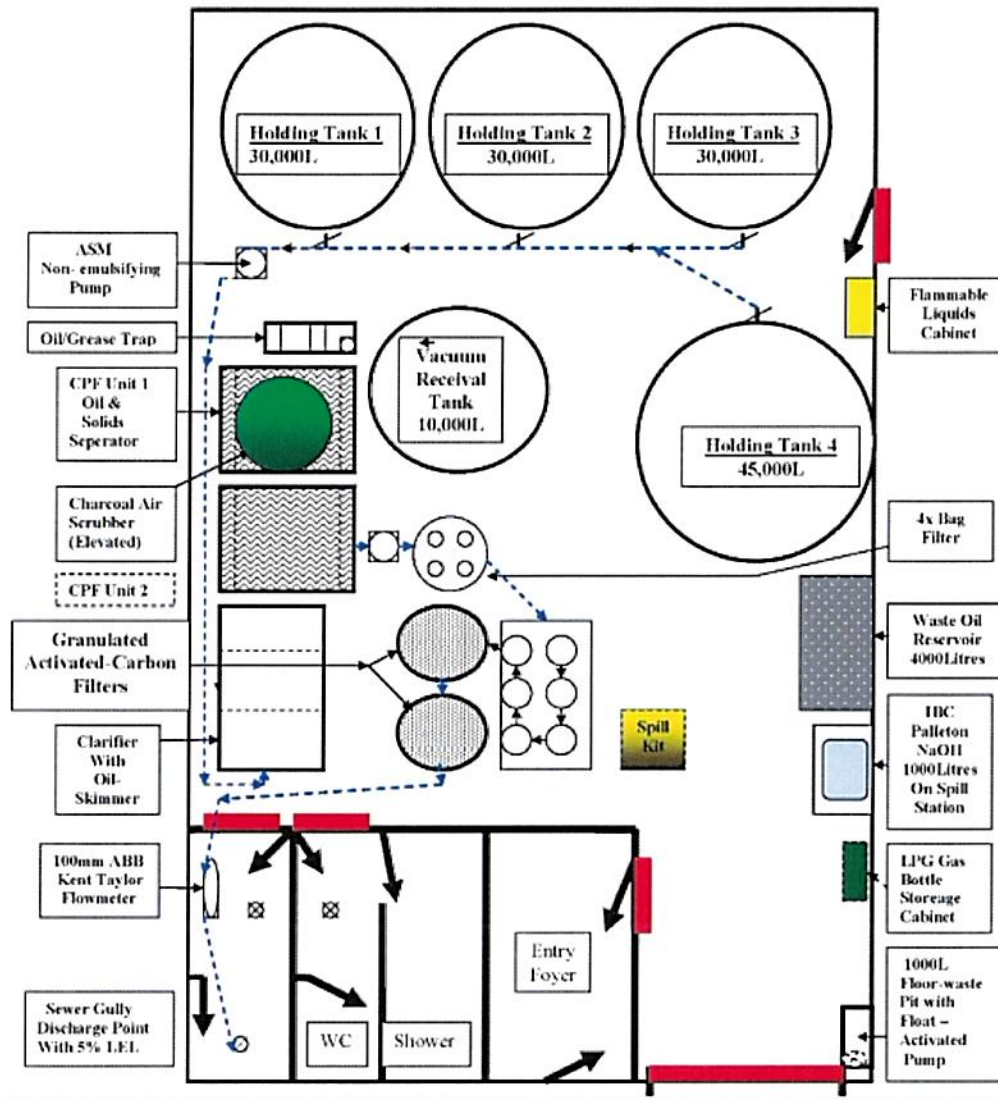 Holding Tank 1
30,000L
Holding Tank 2
30,000L
Holding Tank 3
30,000L
ASM
Non- emulsifying
Pump
Flammable
Liquids
Cabinet
Oil/Grease Trap
Vacuum
Receival
Tank
10,000L
CPF Unit 1
Oil &
Solids
Seperator
Holding Tank 4
45,000L
Charcoal Air
Scrubber
(Elevated)
4x Bag
Filter
CPF Unit 2
Granulated
Activated-Carbon
Filters
Waste Oil
Reservoir
4000Litres
Spill
Kit
Clarifier
With
Oil-
Skimmer
IBC
Palleton
NaOH
1000Litres
On Spill
Station
100mm ABB
Kent Taylor
Flowmeter
LPG Gas
Bottle
Storeage
Cabinet
Entry
Foyer
Sewer Gully
Discharge Point
With 5% LEL
WC
Shower
1000L
Floor-waste
Pit with
Float –
Activated
Pump